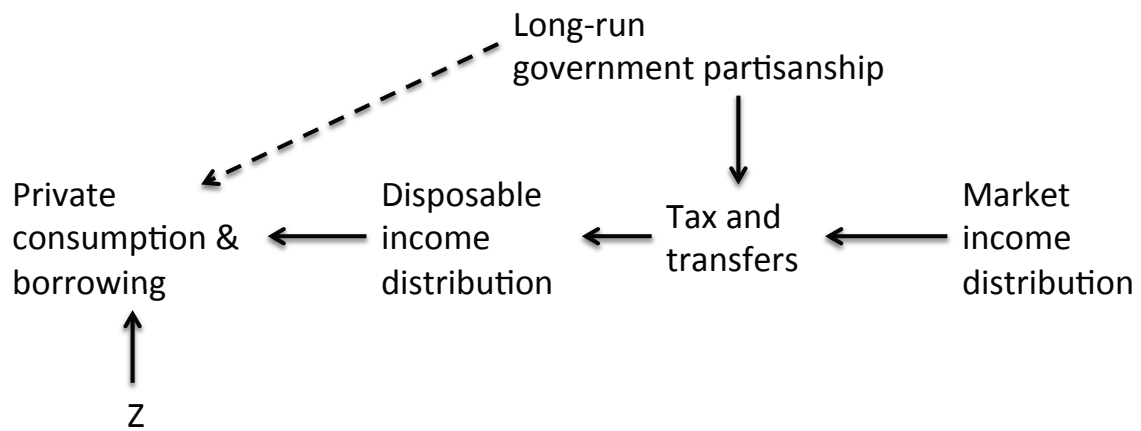 Long-run
government partisanship
Private
consumption &
borrowing
Disposable
income
distribution
Tax and
transfers
Market
income
distribution
Z